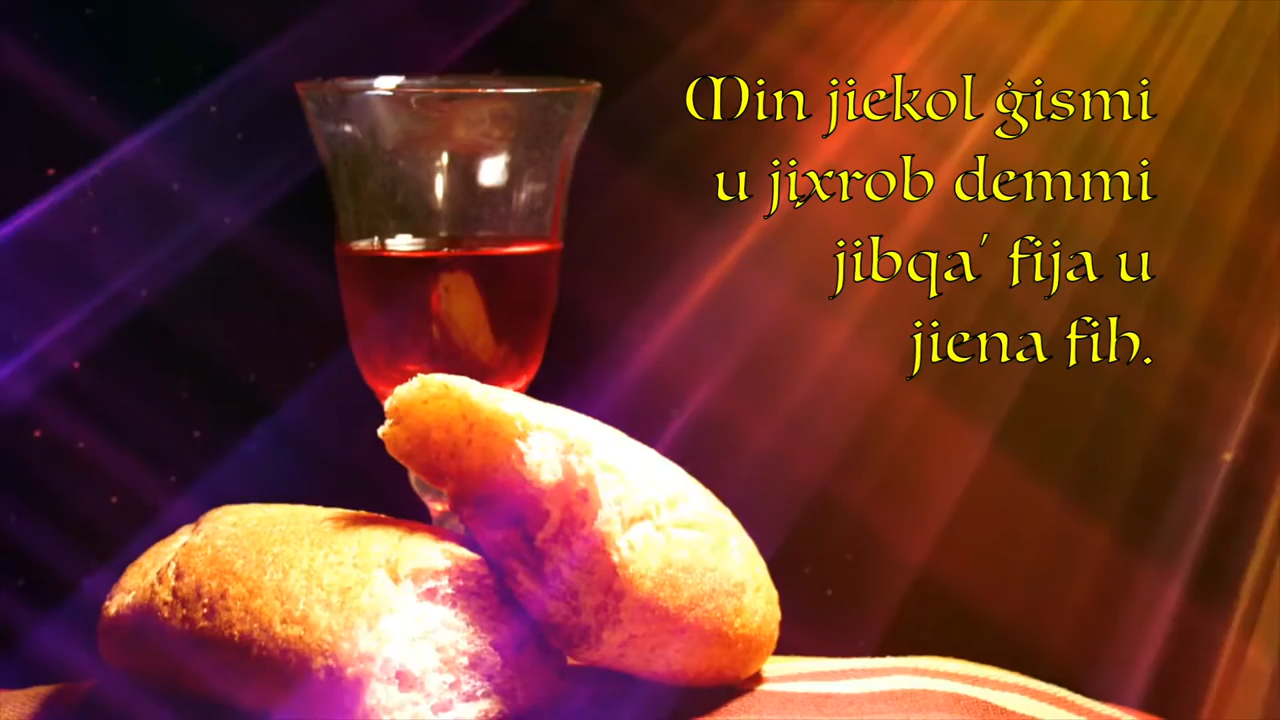 Min jiekol ġismi
u jixrob demmi
jibqa' fija u
jiena fih.